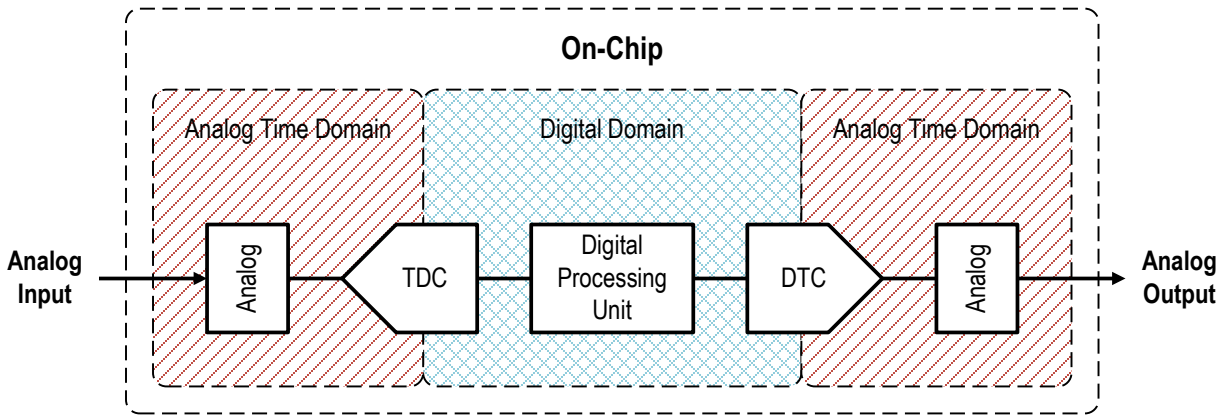 On-Chip
Analog Time Domain
Digital Domain
Analog Time Domain
Analog
Input
Analog
TDC
Digital
Processing
Unit
DTC
Analog
Analog
Output